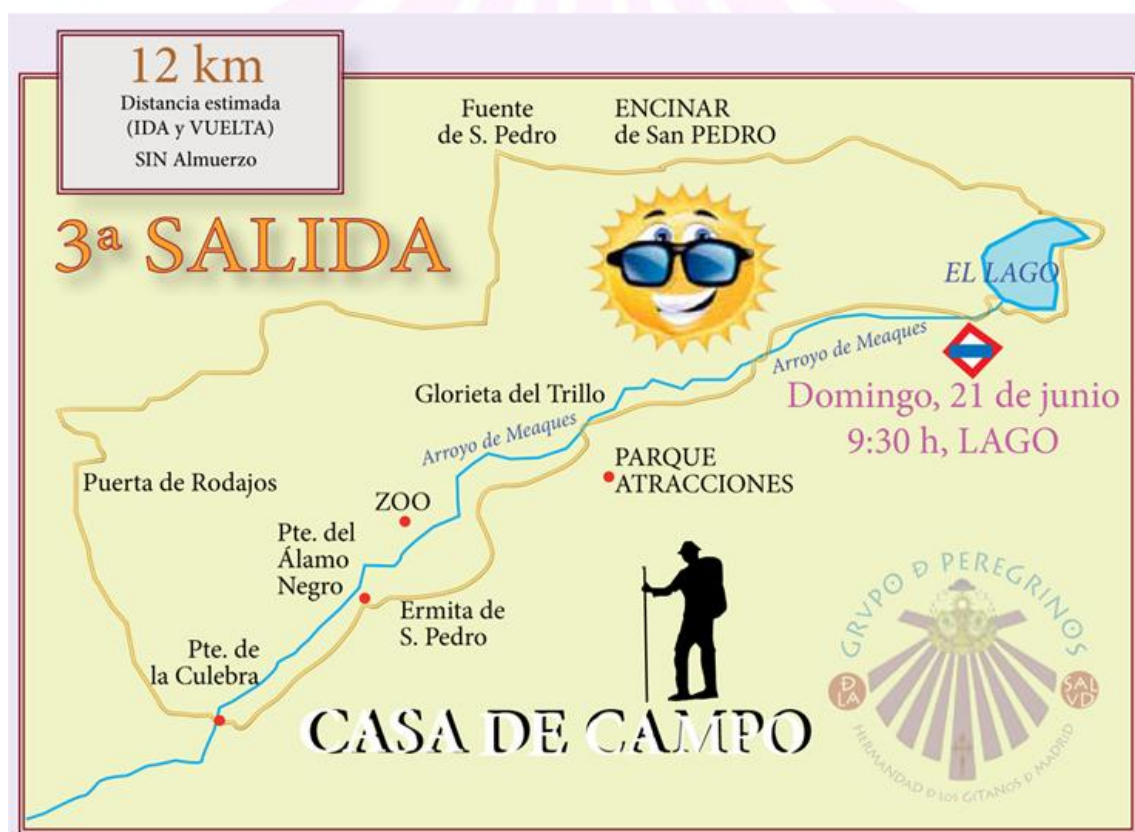 12 km
Distancia estimada
(IDA y VUELTA)
SIN Almuerzo
3ª SALIDA
Fuente
de S. Pedro
ENCINAR
de San PEDRO
EL LAGO
Arroyo de Meaques
Domingo, 21 de junio
9:30 h, LAGO
Glorieta del Trillo
Arroyo de Meaques
PARQUE
ATRACCIONES
Puerta de Rodajos
ZOO
Pte. del
Álamo
Negro
Ermita de
S. Pedro
Pte. de
la Culebra
CASA DE CAMPO
GRVPO Đ PEREGRINOS
Đ
LA
SAL
VD
HERMANDAD Đ LOS GITANOS Đ MADRID